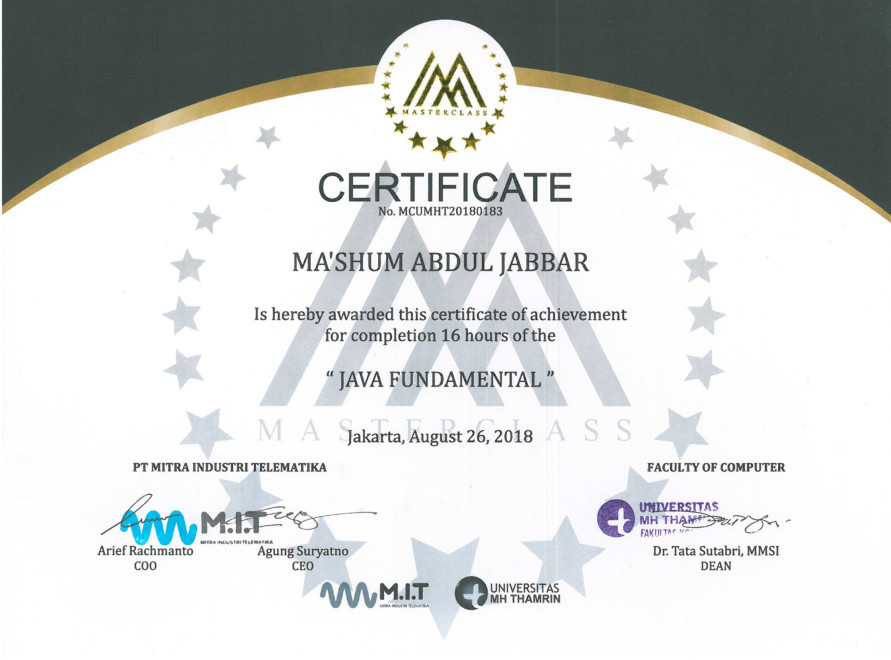 MASTERCLASS
CERTIFICATE
No. MCUMHT20180183
MA'SHUM ABDUL JABBAR
Is hereby awarded this certificate of achievement
for completion 16 hours of the
“ JAVA FUNDAMENTAL ”
MASTERCLASS
Jakarta, August 26, 2018
PT MITRA INDUSTRI TELEMATIKA
FACULTY OF COMPUTER
M.I.T
MITRA INDUSTRI TELEMATIKA
UNIVERSITAS
MH THAMRIN
FAKULTAS
Arief Rachmanto
COO
Agung Suryatno
CEO
Dr. Tata Sutabri, MMSI
DEAN
M.I.T
MITRA INDUSTRI TELEMATIKA
UNIVERSITAS
MH THAMRIN